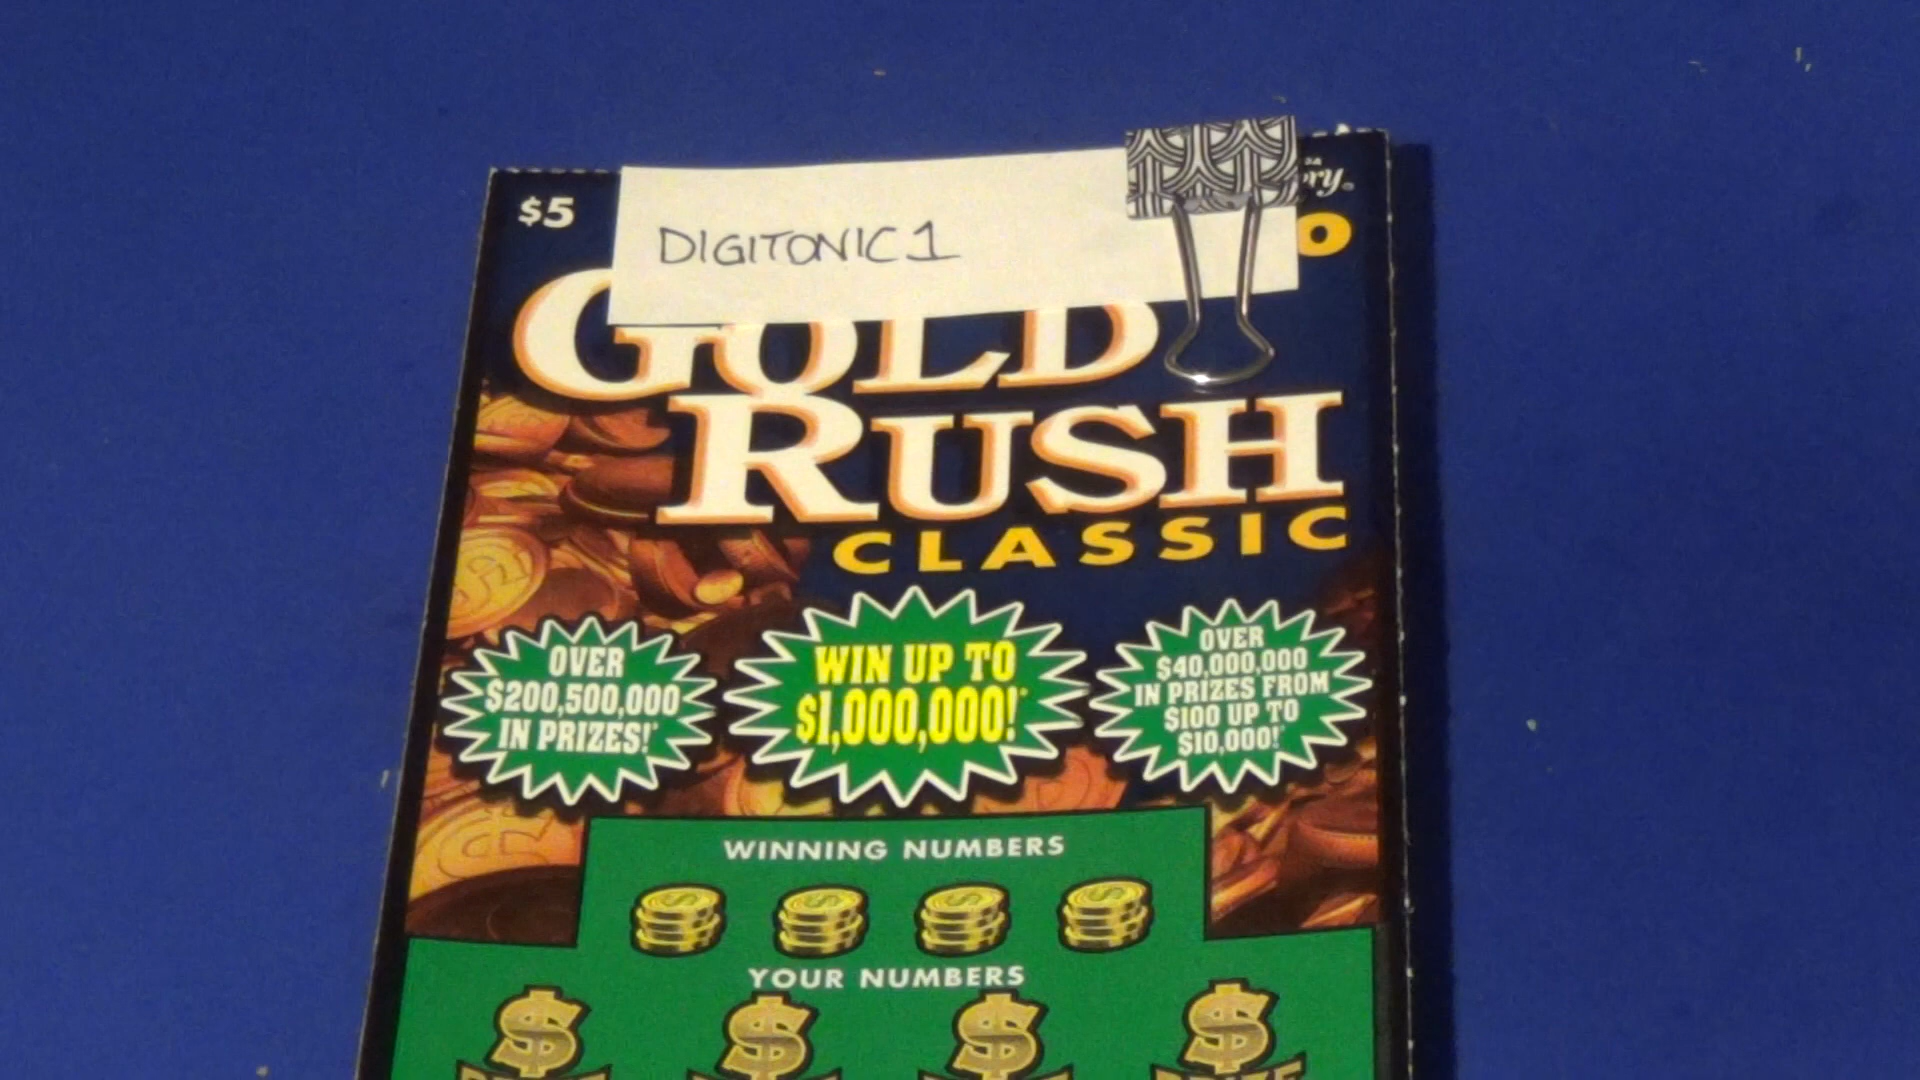 $5
DIGITONIC1
GOLD
RUSH
CLASSIC
OVER
$200,500,000
IN PRIZES!*
WIN UP TO
$1,000,000!*
OVER
$40,000,000
IN PRIZES FROM
$100 UP TO
$10,000!*
WINNING NUMBERS
YOUR NUMBERS